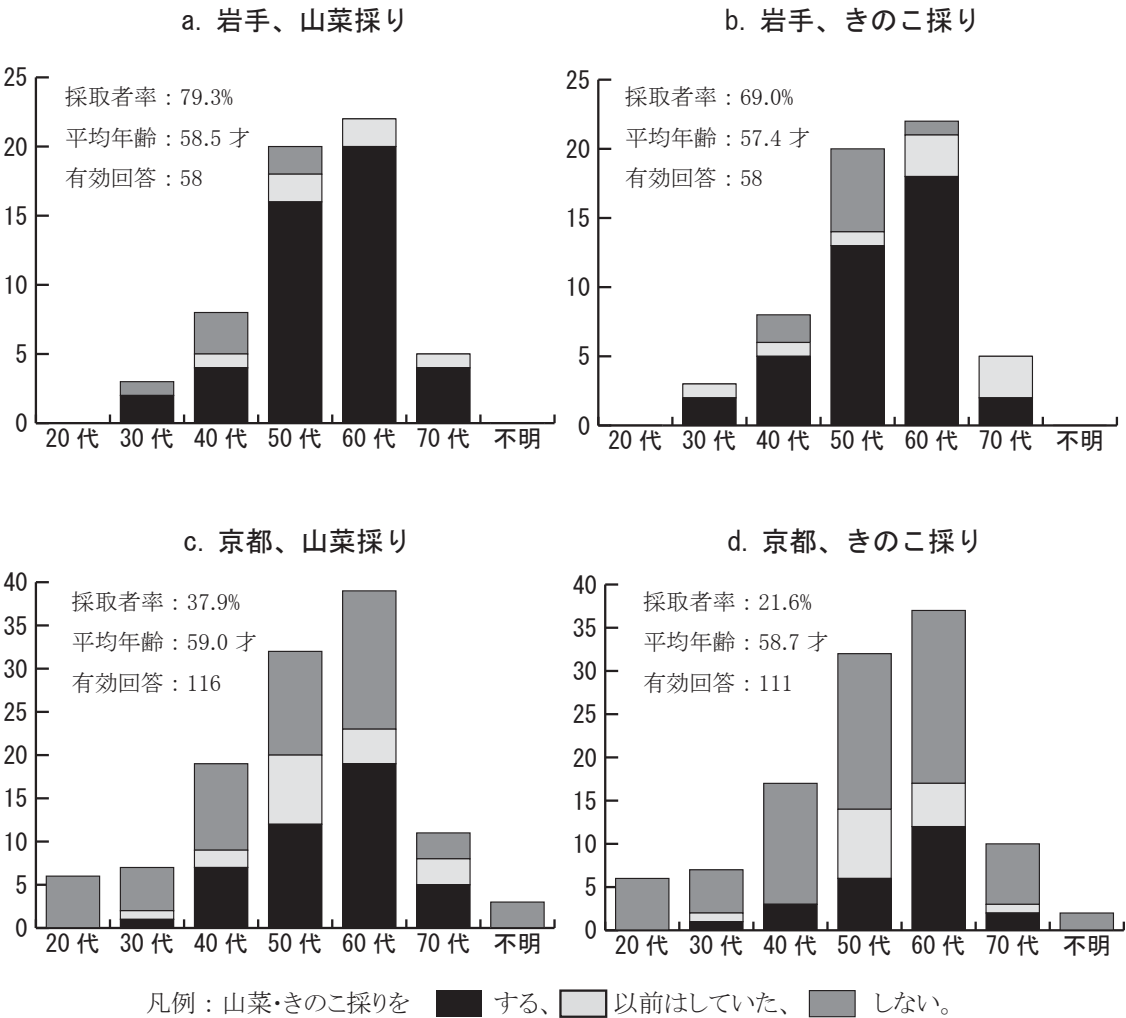 a. 岩手、山菜採り
25
20
15
10
5
0
採取者率：79.3%
平均年齢：58.5 才
有効回答：58
20 代 30 代 40 代 50 代 60 代 70 代 不明
b. 岩手、きのこ採り
25
20
15
10
5
0
採取者率：69.0%
平均年齢：57.4 才
有効回答：58
20 代 30 代 40 代 50 代 60 代 70 代 不明
c. 京都、山菜採り
40
35
30
25
20
15
10
5
0
採取者率：37.9%
平均年齢：59.0 才
有効回答：116
20 代 30 代 40 代 50 代 60 代 70 代 不明
d. 京都、きのこ採り
40
35
30
25
20
15
10
5
0
採取者率：21.6%
平均年齢：58.7 才
有効回答：111
20 代 30 代 40 代 50 代 60 代 70 代 不明
凡例：山菜・きのこ採りを する、 以前はしていた、 しない。